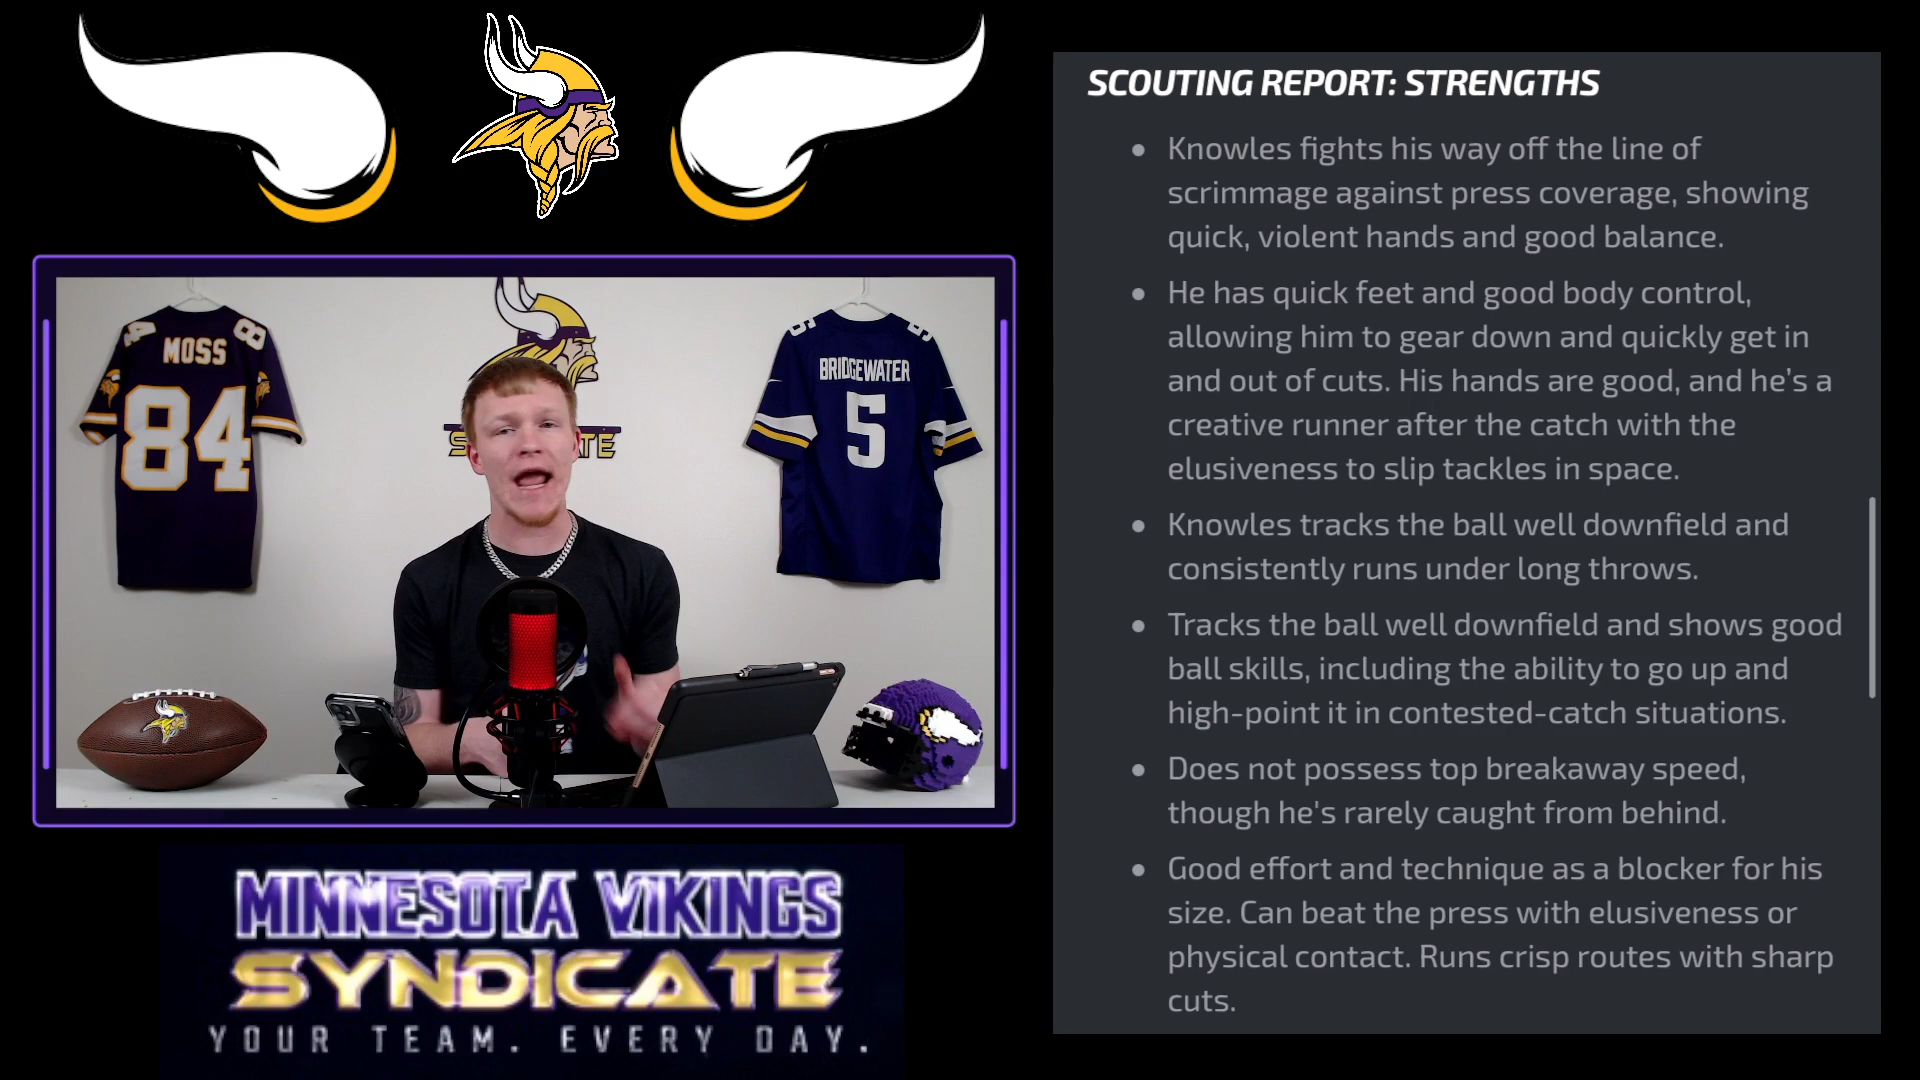 SCOUTING REPORT: STRENGTHS
• Knowles fights his way off the line of
scrimmage against press coverage, showing
quick, violent hands and good balance.
• He has quick feet and good body control,
allowing him to gear down and quickly get in
and out of cuts. His hands are good, and he's a
creative runner after the catch with the
elusiveness to slip tackles in space.
• Knowles tracks the ball well downfield and
consistently runs under long throws.
• Tracks the ball well downfield and shows good
ball skills, including the ability to go up and
high-point it in contested-catch situations.
• Does not possess top breakaway speed,
though he's rarely caught from behind.
• Good effort and technique as a blocker for his
size. Can beat the press with elusiveness or
physical contact. Runs crisp routes with sharp
cuts.
84
84
MOSS
84
5
5
BRIDGEWATER
5
MINNESOTA VIKINGS
SYNDICATE
YOUR TEAM. EVERY DAY.